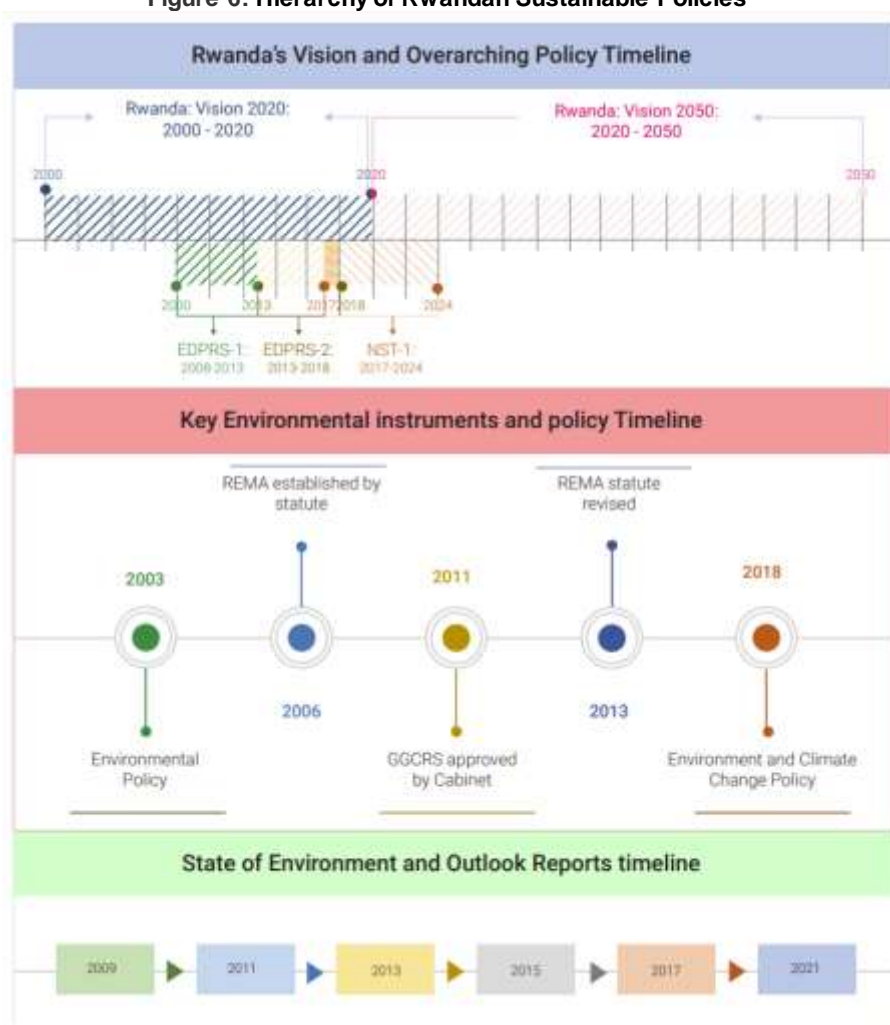 Figure 6: Hierarchy of Rwandan Sustainable Policies
Rwanda's Vision and Overarching Policy Timeline
Rwanda: Vision 2020:
2000 - 2020
Rwanda: Vision 2050:
2020 - 2050
2000
2020
2050
2000
2013
2017
2018
2024
EDPRS-1:
2008-2013
EDPRS-2:
2013-2018
NST-1:
2017-2024
Key Environmental instruments and policy Timeline
REMA established by
statute
REMA statute
revised
2003
2011
2018
2006
2013
Environmental
Policy
GGCRS approved
by Cabinet
Environment and Climate
Change Policy
State of Environment and Outlook Reports timeline
2009
2011
2013
2015
2017
2021